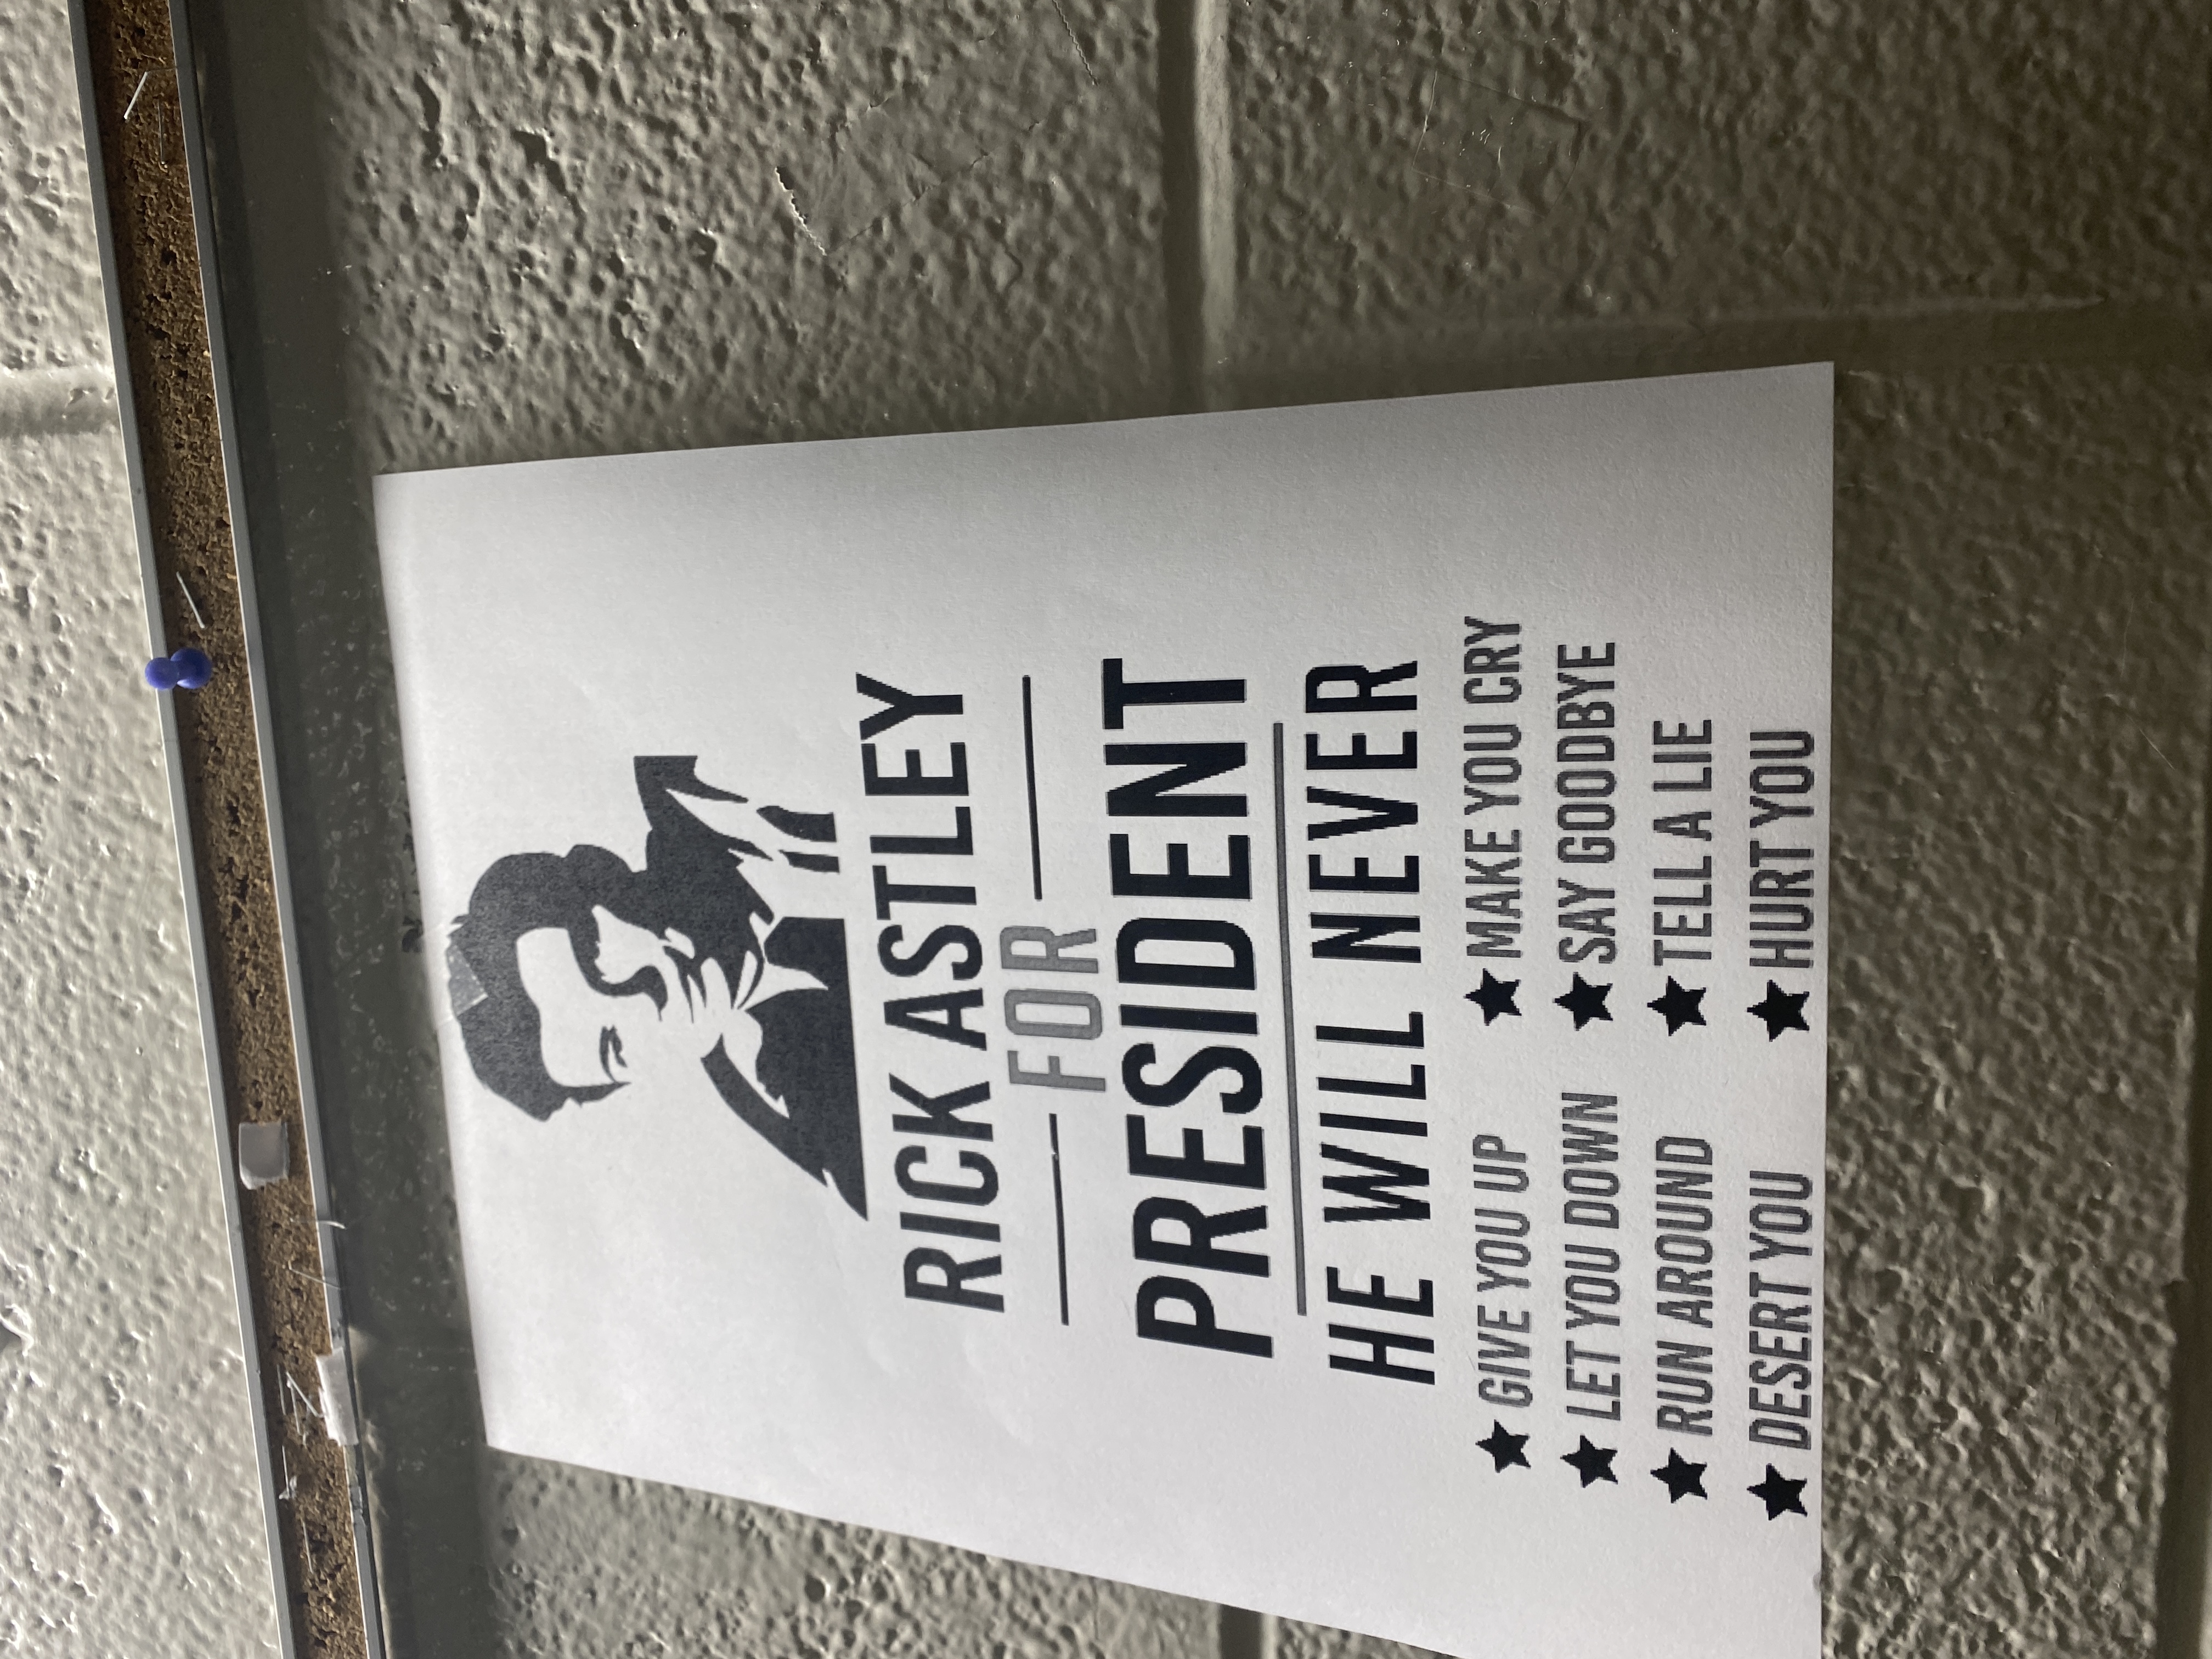 RICK ASTLEY
FOR
PRESIDENT
HE WILL NEVER
GIVE YOU UP
LET YOU DOWN
RUN AROUND
DESERT YOU
MAKE YOU CRY
SAY GOODBYE
TELL A LIE
HURT YOU